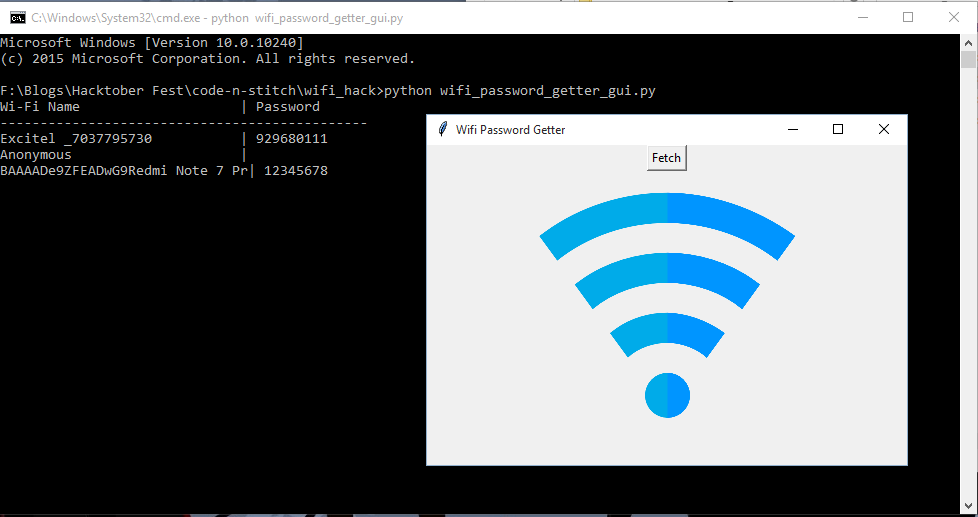 C:\Windows\System32\cmd.exe - python  wifi_password_getter_gui.py
Microsoft Windows [Version 10.0.10240]
(c) 2015 Microsoft Corporation. All rights reserved.
F:\Blogs\Hacktober Fest\code-n-stitch\wifi_hack>python wifi_password_getter_gui.py
Wi-Fi Name                    | Password
----------------------------------------------
Excitel _7037795730           | 929680111
Anonymous                     |
BAAAADe9ZFEADwG9Redmi Note 7 Pr| 12345678
Wifi Password Getter
Fetch